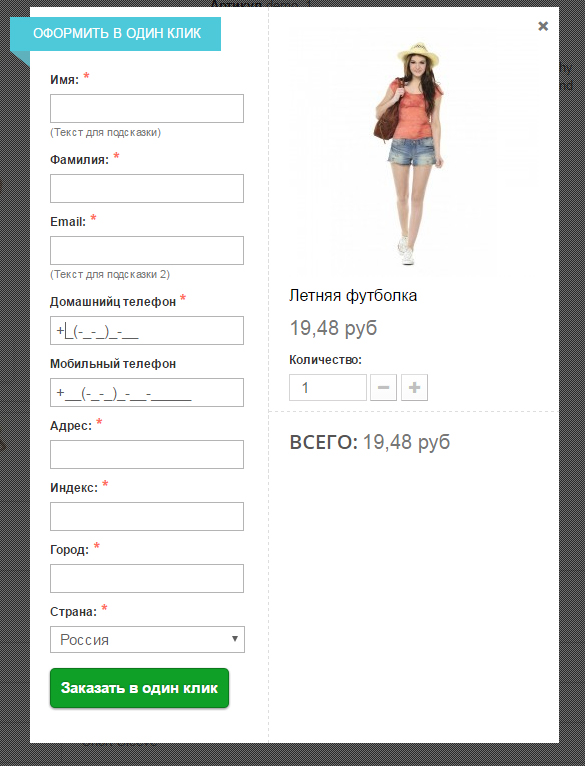 Артикул demo_1
ОФОРМИТЬ В ОДИН КЛИК
Имя: *
(Текст для подсказки)
Фамилия: *
Email: *
(Текст для подсказки 2)
Домашнийц телефон *
+_(-_-_)_-__
Мобильный телефон
+__(-_-_)_-__-_____
Адрес: *
Индекс: *
Город: *
Страна: *
Россия
Заказать в один клик
Летняя футболка
19,48 руб
Количество:
1
ВСЕГО: 19,48 руб